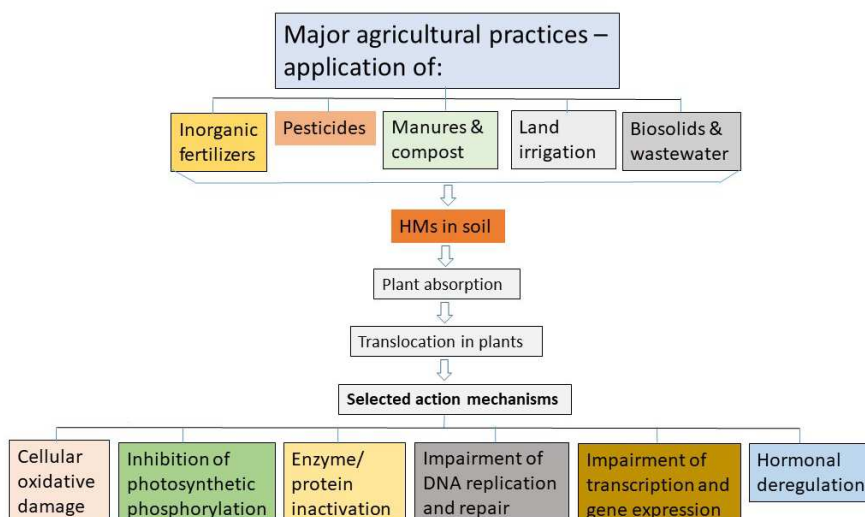 Major agricultural practices –
application of:
Inorganic
fertilizers
Pesticides
Manures &
compost
Land
irrigation
Biosolids &
wastewater
HMs in soil
Plant absorption
Translocation in plants
Selected action mechanisms
Cellular
oxidative
damage
Inhibition of
photosynthetic
phosphorylation
Enzyme/
protein
inactivation
Impairment of
DNA replication
and repair
Impairment of
transcription and
gene expression
Hormonal
deregulation